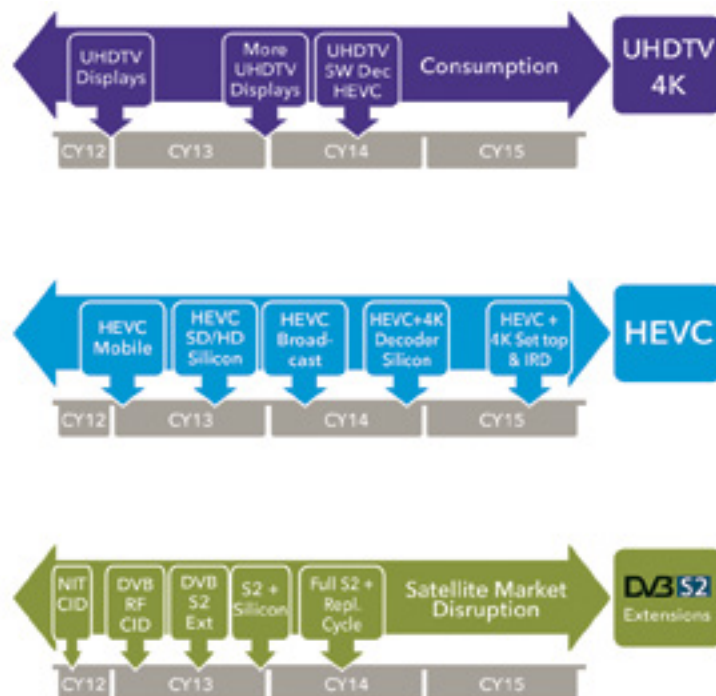 UHDTV
Displays
More
UHDTV
Displays
UHDTV
SW Dec
HEVC
Consumption
UHDTV
4K
CY12
CY13
CY14
CY15
HEVC
Mobile
HEVC
SD/HD
Silicon
HEVC
Broad-
cast
HEVC+4K
Decoder
Silicon
HEVC +
4K Set top
& IRD
HEVC
CY12
CY13
CY14
CY15
NIT
CID
DVB
RF
CID
DVB
S2
Ext
S2 +
Silicon
Full S2 +
Repl.
Cycle
Satellite Market
Disruption
DVB S2
Extensions
CY12
CY13
CY14
CY15